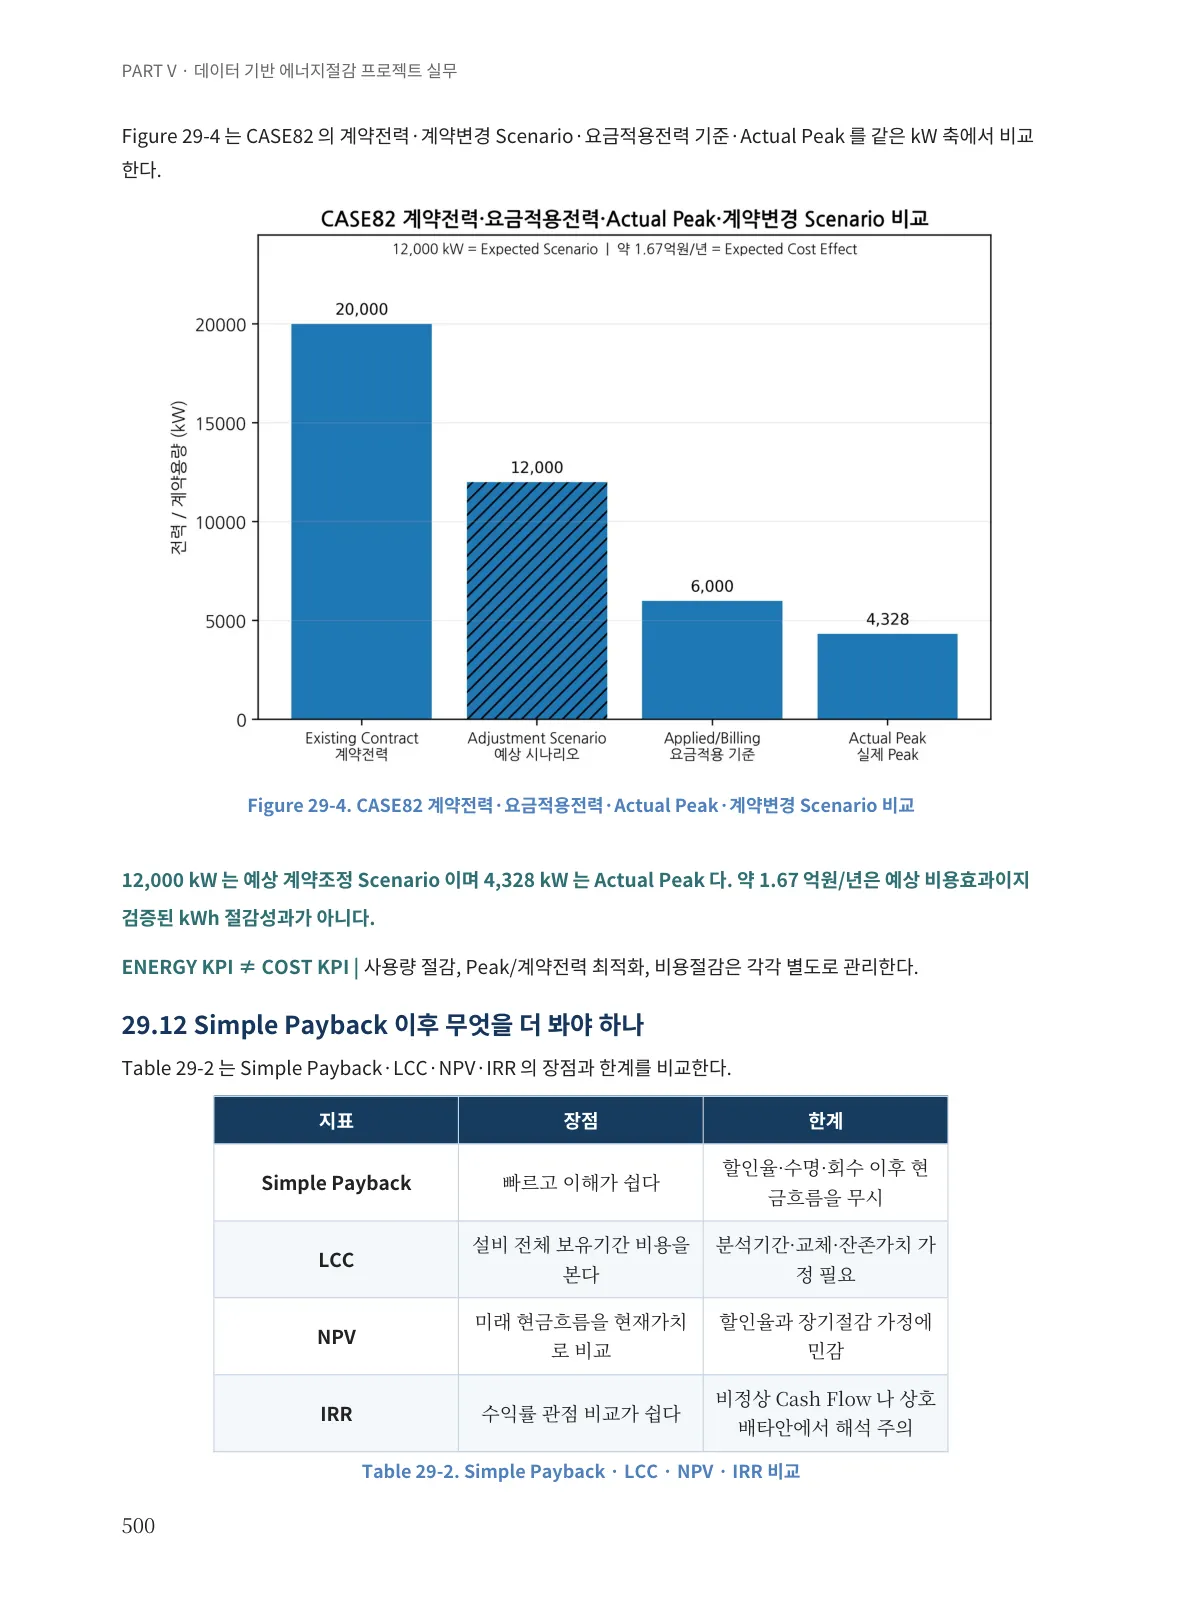 PART V · 데이터 기반 에너지절감 프로젝트 실무
Figure 29-4 는 CASE82 의 계약전력·계약변경 Scenario·요금적용전력 기준·Actual Peak 를 같은 kW 축에서 비교
한다.
CASE82 계약전력·요금적용전력·Actual Peak·계약변경 Scenario 비교
12,000 kW = Expected Scenario | 약 1.67억원/년 = Expected Cost Effect
전력 / 계약용량 (kW)
20000
15000
10000
5000
0
20,000
12,000
6,000
4,328
Existing Contract
계약전력
Adjustment Scenario
예상 시나리오
Applied/Billing
요금적용 기준
Actual Peak
실제 Peak
Figure 29-4. CASE82 계약전력·요금적용전력·Actual Peak·계약변경 Scenario 비교
12,000 kW 는 예상 계약조정 Scenario 이며 4,328 kW 는 Actual Peak 다. 약 1.67 억원/년은 예상 비용효과이지
검증된 kWh 절감성과가 아니다.
ENERGY KPI ≠ COST KPI | 사용량 절감, Peak/계약전력 최적화, 비용절감은 각각 별도로 관리한다.
29.12 Simple Payback 이후 무엇을 더 봐야 하나
Table 29-2 는 Simple Payback·LCC·NPV·IRR 의 장점과 한계를 비교한다.
지표 장점 한계
Simple Payback
빠르고 이해가 쉽다
할인율·수명·회수 이후 현
금흐름을 무시
LCC
설비 전체 보유기간 비용을
본다
분석기간·교체·잔존가치 가
정 필요
NPV
미래 현금흐름을 현재가치
로 비교
할인율과 장기절감 가정에
민감
IRR
수익률 관점 비교가 쉽다
비정상 Cash Flow 나 상호
배타안에서 해석 주의
Table 29-2. Simple Payback · LCC · NPV · IRR 비교
500